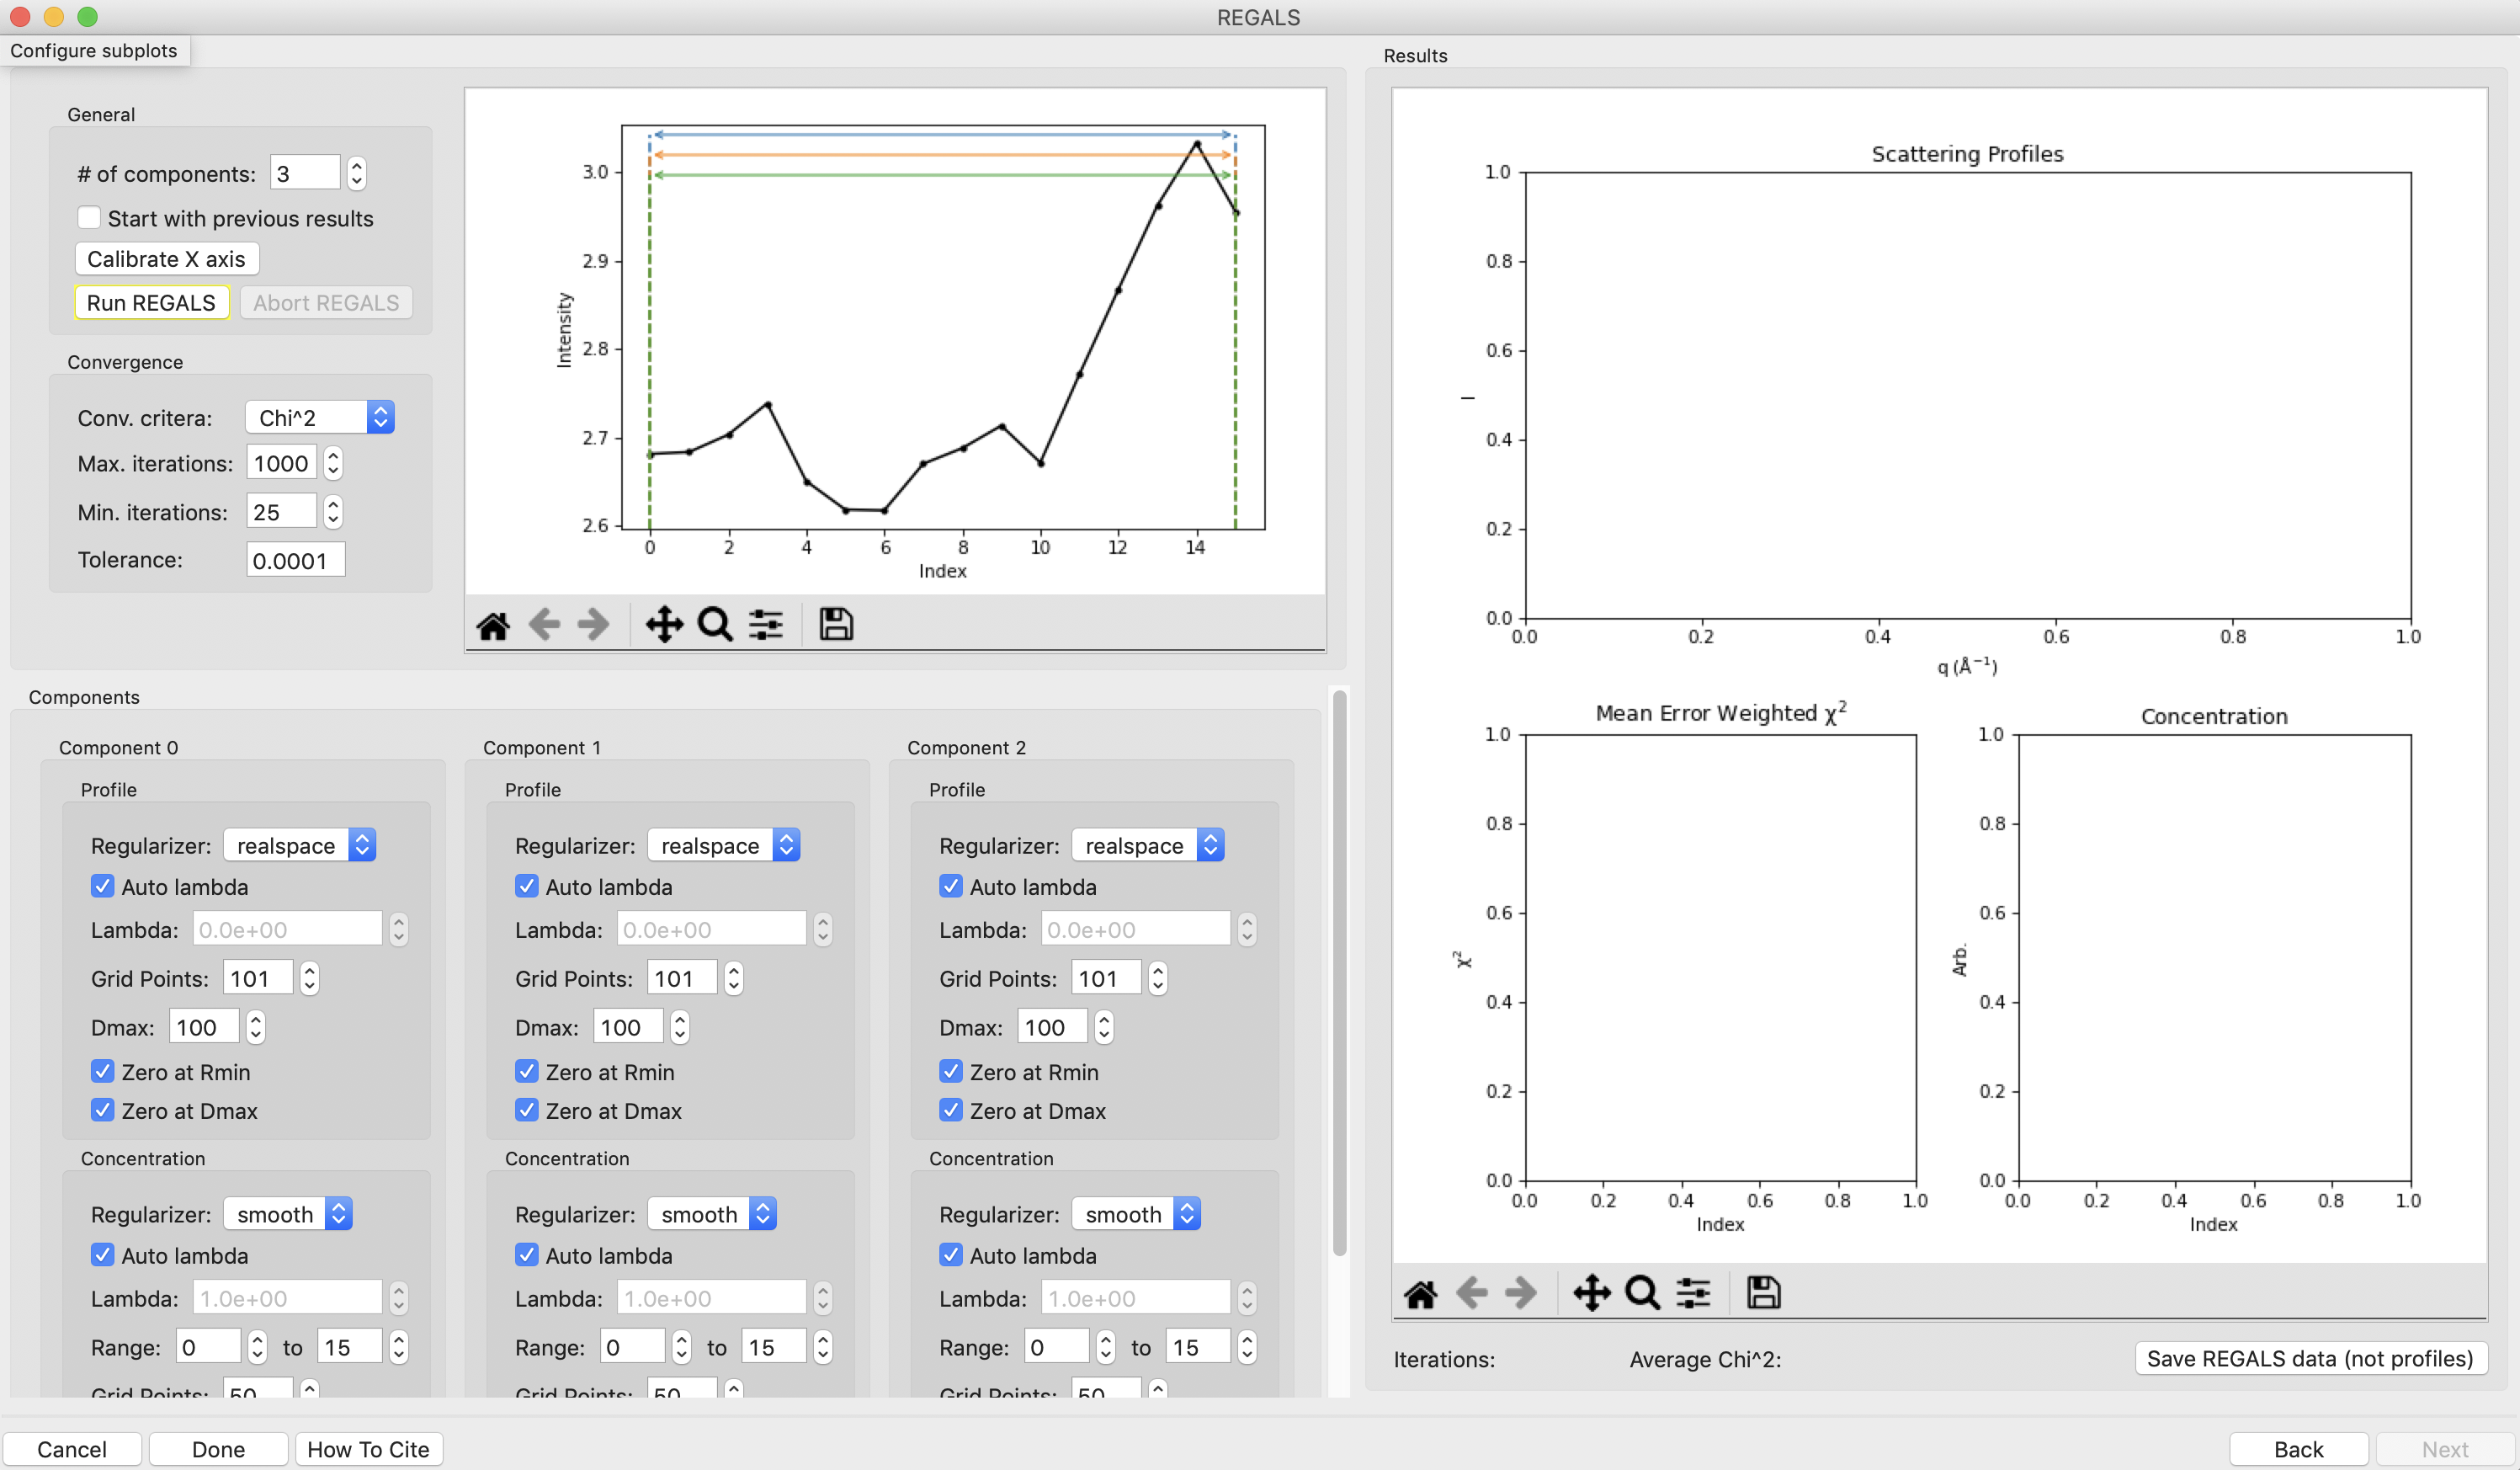 REGALS
Configure subplots
General
# of components: 3
Start with previous results
Calibrate X axis
Run REGALS Abort REGALS
Convergence
Conv. critera: Chi^2
Max. iterations: 1000
Min. iterations: 25
Tolerance: 0.0001
3.0
2.9
2.8
2.7
2.6
Intensity
0 2 4 6 8 10 12 14
Index
Components
Component 0
Profile
Regularizer: realspace
Auto lambda
Lambda: 0.0e+00
Grid Points: 101
Dmax: 100
Zero at Rmin
Zero at Dmax
Concentration
Regularizer: smooth
Auto lambda
Lambda: 1.0e+00
Range: 0 to 15
Grid Points: 50
Component 1
Profile
Regularizer: realspace
Auto lambda
Lambda: 0.0e+00
Grid Points: 101
Dmax: 100
Zero at Rmin
Zero at Dmax
Concentration
Regularizer: smooth
Auto lambda
Lambda: 1.0e+00
Range: 0 to 15
Grid Points: 50
Component 2
Profile
Regularizer: realspace
Auto lambda
Lambda: 0.0e+00
Grid Points: 101
Dmax: 100
Zero at Rmin
Zero at Dmax
Concentration
Regularizer: smooth
Auto lambda
Lambda: 1.0e+00
Range: 0 to 15
Grid Points: 50
Results
Scattering Profiles
1.0
0.8
0.6
0.4
0.2
0.0
I
0.0 0.2 0.4 0.6 0.8 1.0
q (Å⁻¹)
Mean Error Weighted χ²
1.0
0.8
0.6
0.4
0.2
0.0
χ²
0.0 0.2 0.4 0.6 0.8 1.0
Index
Concentration
1.0
0.8
0.6
0.4
0.2
0.0
Arb.
0.0 0.2 0.4 0.6 0.8 1.0
Index
Iterations: Average Chi^2: Save REGALS data (not profiles)
Cancel Done How To Cite Back Next